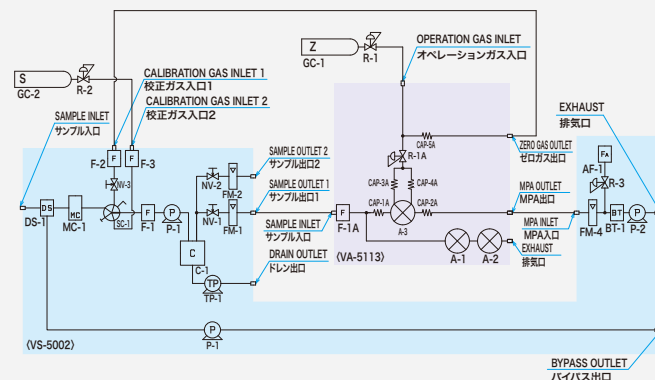 S
GC-2
R-2
Z
GC-1
R-1
OPERATION GAS INLET
オペレーションガス入口
CALIBRATION GAS INLET 1
校正ガス入口1
CALIBRATION GAS INLET 2
校正ガス入口2
SAMPLE INLET
サンプル入口
EXHAUST
排気口
F
F
F-2
F-3
NV-3
DS
DS-1
MC
MC-1
SC-1
F
F-1
P
P-1
C
C-1
TP
TP-1
NV-2
FM-2
NV-1
FM-1
SAMPLE OUTLET 2
サンプル出口2
SAMPLE OUTLET 1
サンプル出口1
SAMPLE INLET
サンプル入口
DRAIN OUTLET
ドレン出口
F
F-1A
CAP-5A
R-1A
CAP-3A
CAP-4A
CAP-1A
CAP-2A
A-3
A-1
A-2
〈VA-5113〉
ZERO GAS OUTLET
ゼロガス出口
MPA OUTLET
MPA出口
MPA INLET
MPA入口
EXHAUST
排気口
FA
AF-1
R-3
FM-4
BT
BT-1
P
P-2
P
P-1
〈VS-5002〉
BYPASS OUTLET
バイパス出口